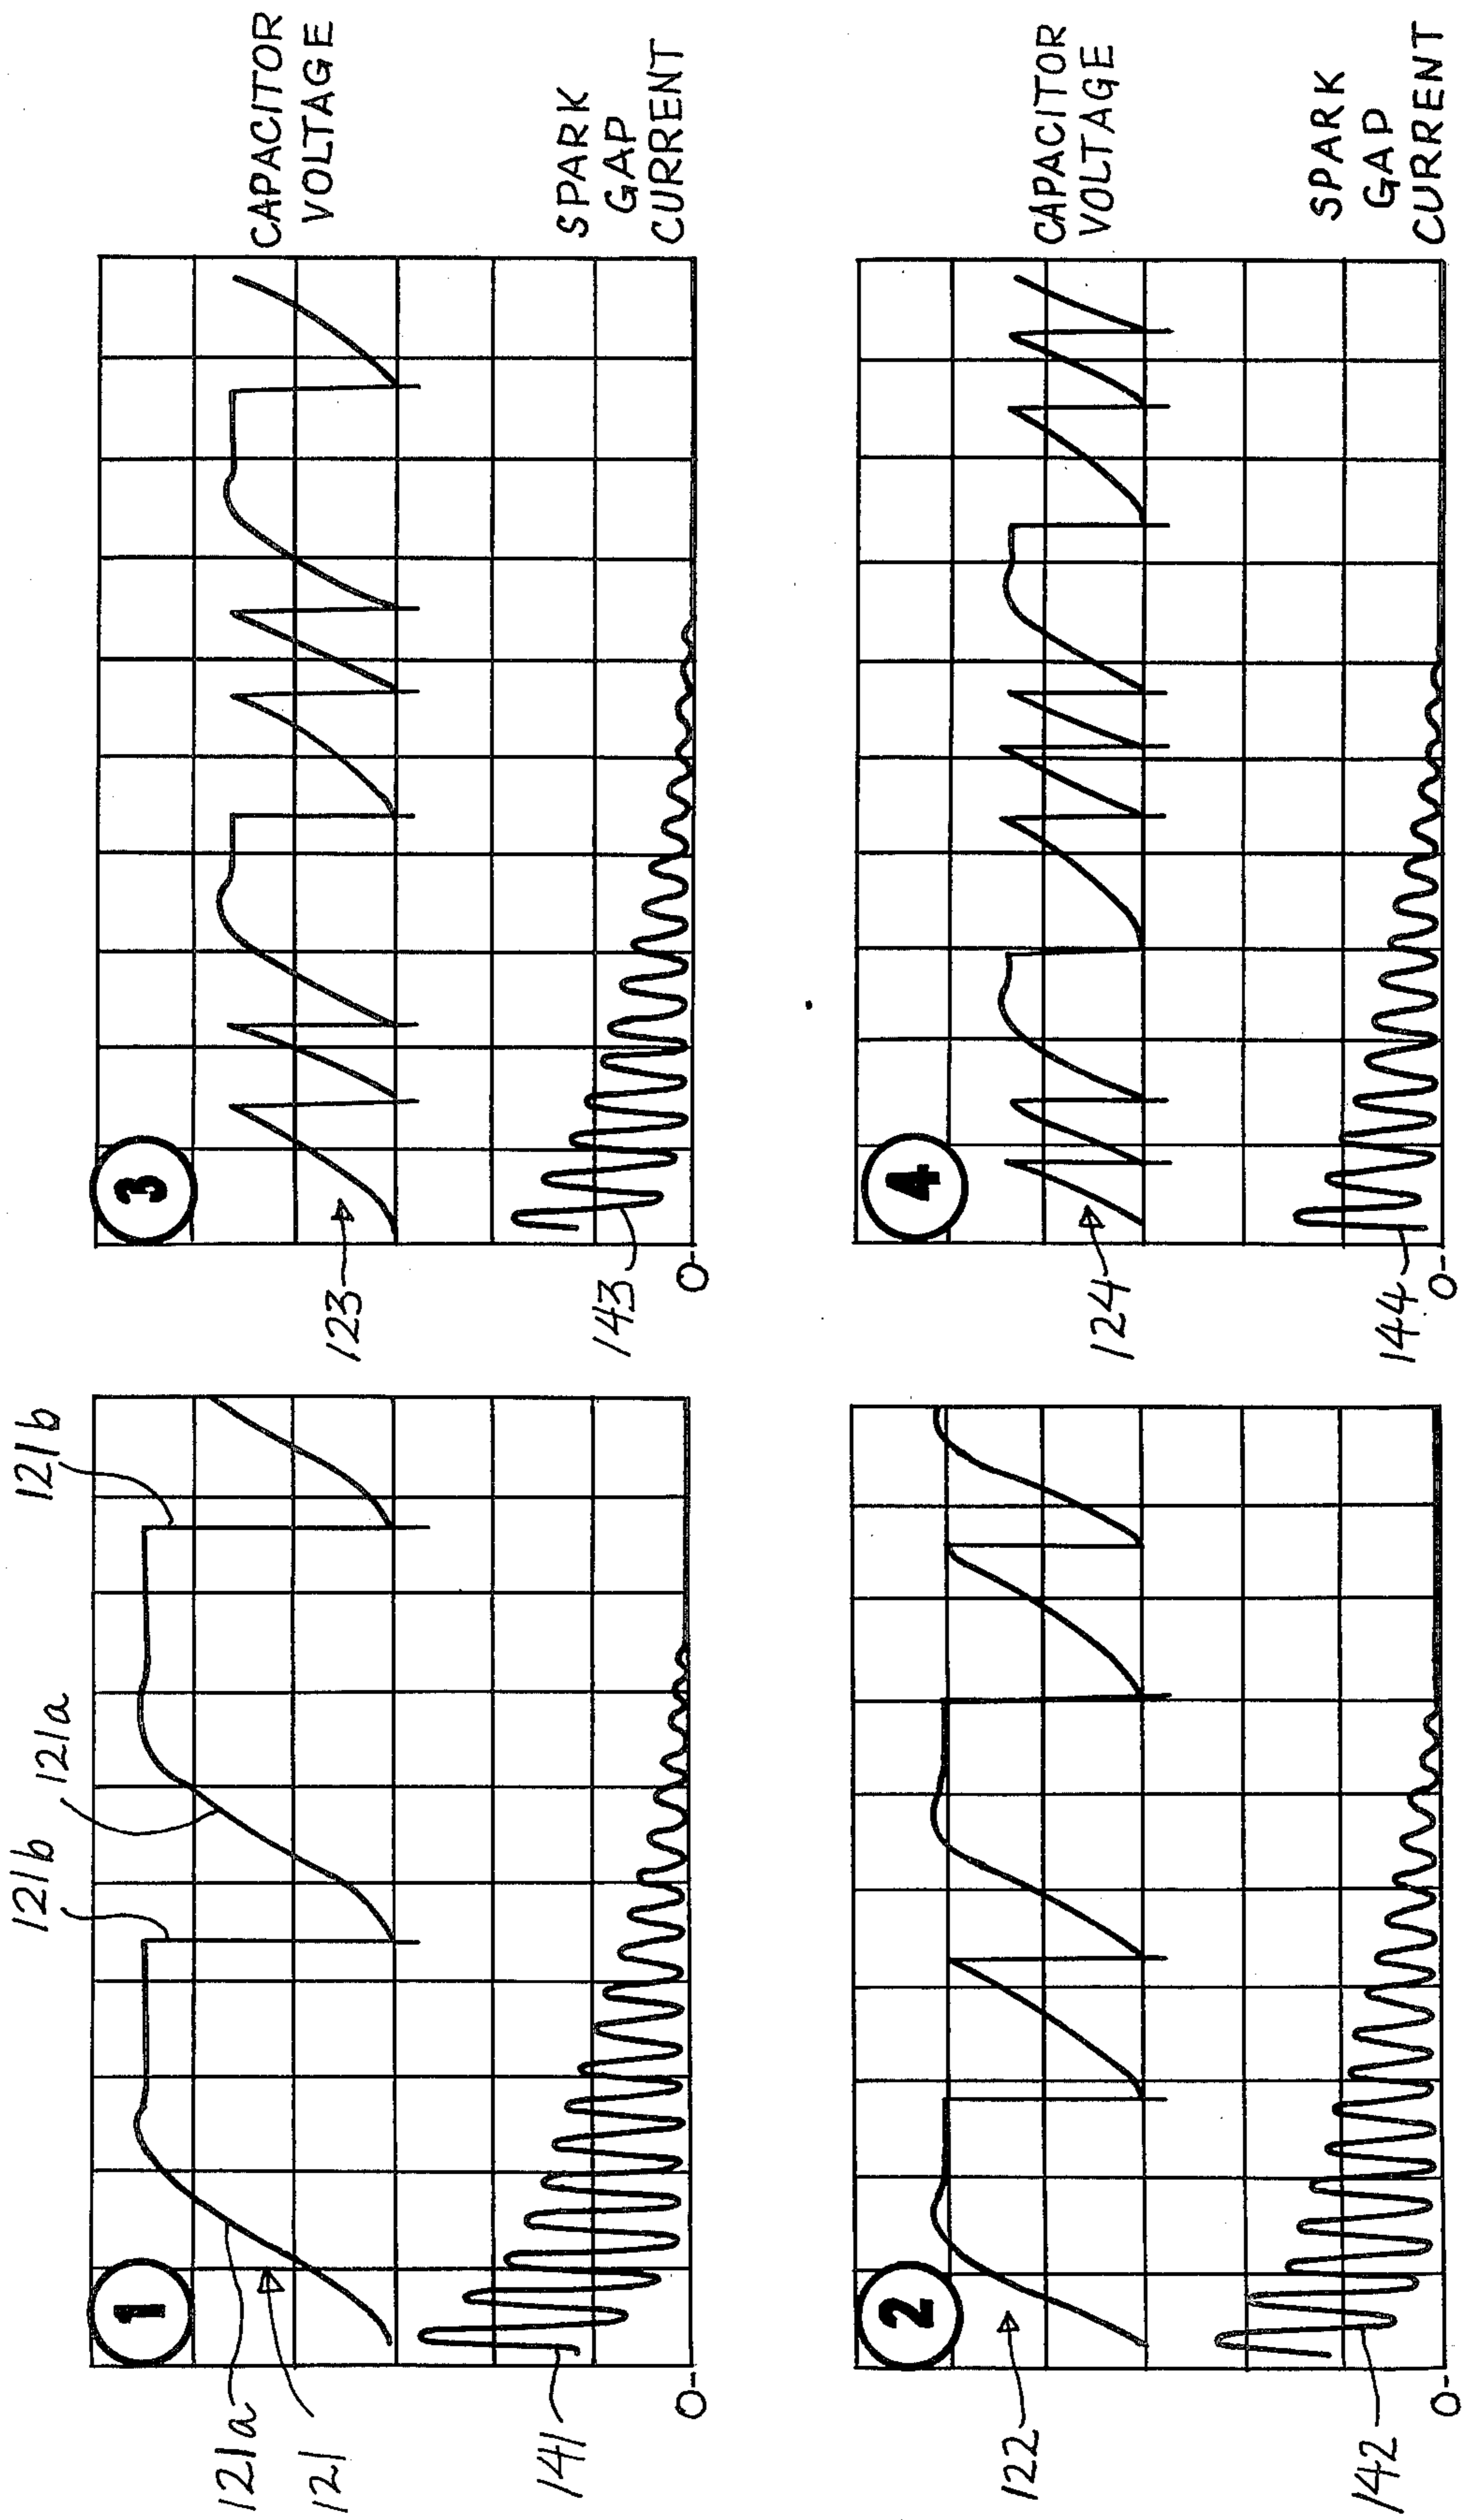 1
121a
121
141
0-
121b
121a
121b
3
123
143
0-
CAPACITOR
VOLTAGE
SPARK
GAP
CURRENT
2
122
142
0-
4
124
144
0-
CAPACITOR
VOLTAGE
SPARK
GAP
CURRENT